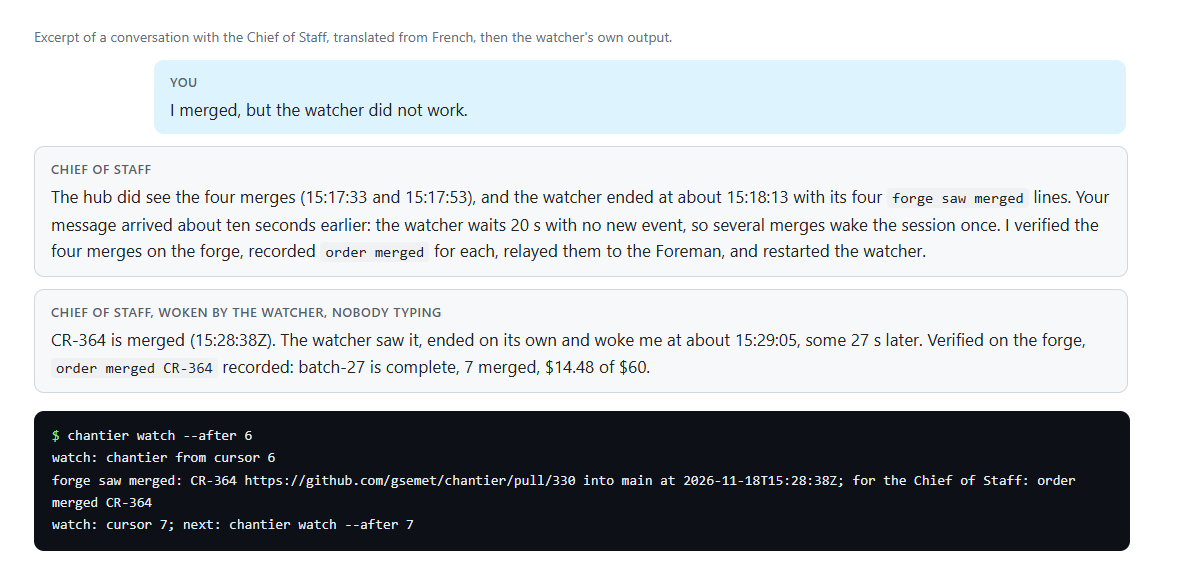 Excerpt of a conversation with the Chief of Staff, translated from French, then the watcher's own output.
YOU
I merged, but the watcher did not work.
CHIEF OF STAFF
The hub did see the four merges (15:17:33 and 15:17:53), and the watcher ended at about 15:18:13 with its four forge saw merged lines. Your
message arrived about ten seconds earlier: the watcher waits 20 s with no new event, so several merges wake the session once. I verified the
four merges on the forge, recorded order merged for each, relayed them to the Foreman, and restarted the watcher.
CHIEF OF STAFF, WOKEN BY THE WATCHER, NOBODY TYPING
CR-364 is merged (15:28:38Z). The watcher saw it, ended on its own and woke me at about 15:29:05, some 27 s later. Verified on the forge,
order merged CR-364 recorded: batch-27 is complete, 7 merged, $14.48 of $60.
$ chantier watch --after 6
watch: chantier from cursor 6
forge saw merged: CR-364 https://github.com/gsemet/chantier/pull/330 into main at 2026-11-18T15:28:38Z; for the Chief of Staff: order
merged CR-364
watch: cursor 7; next: chantier watch --after 7